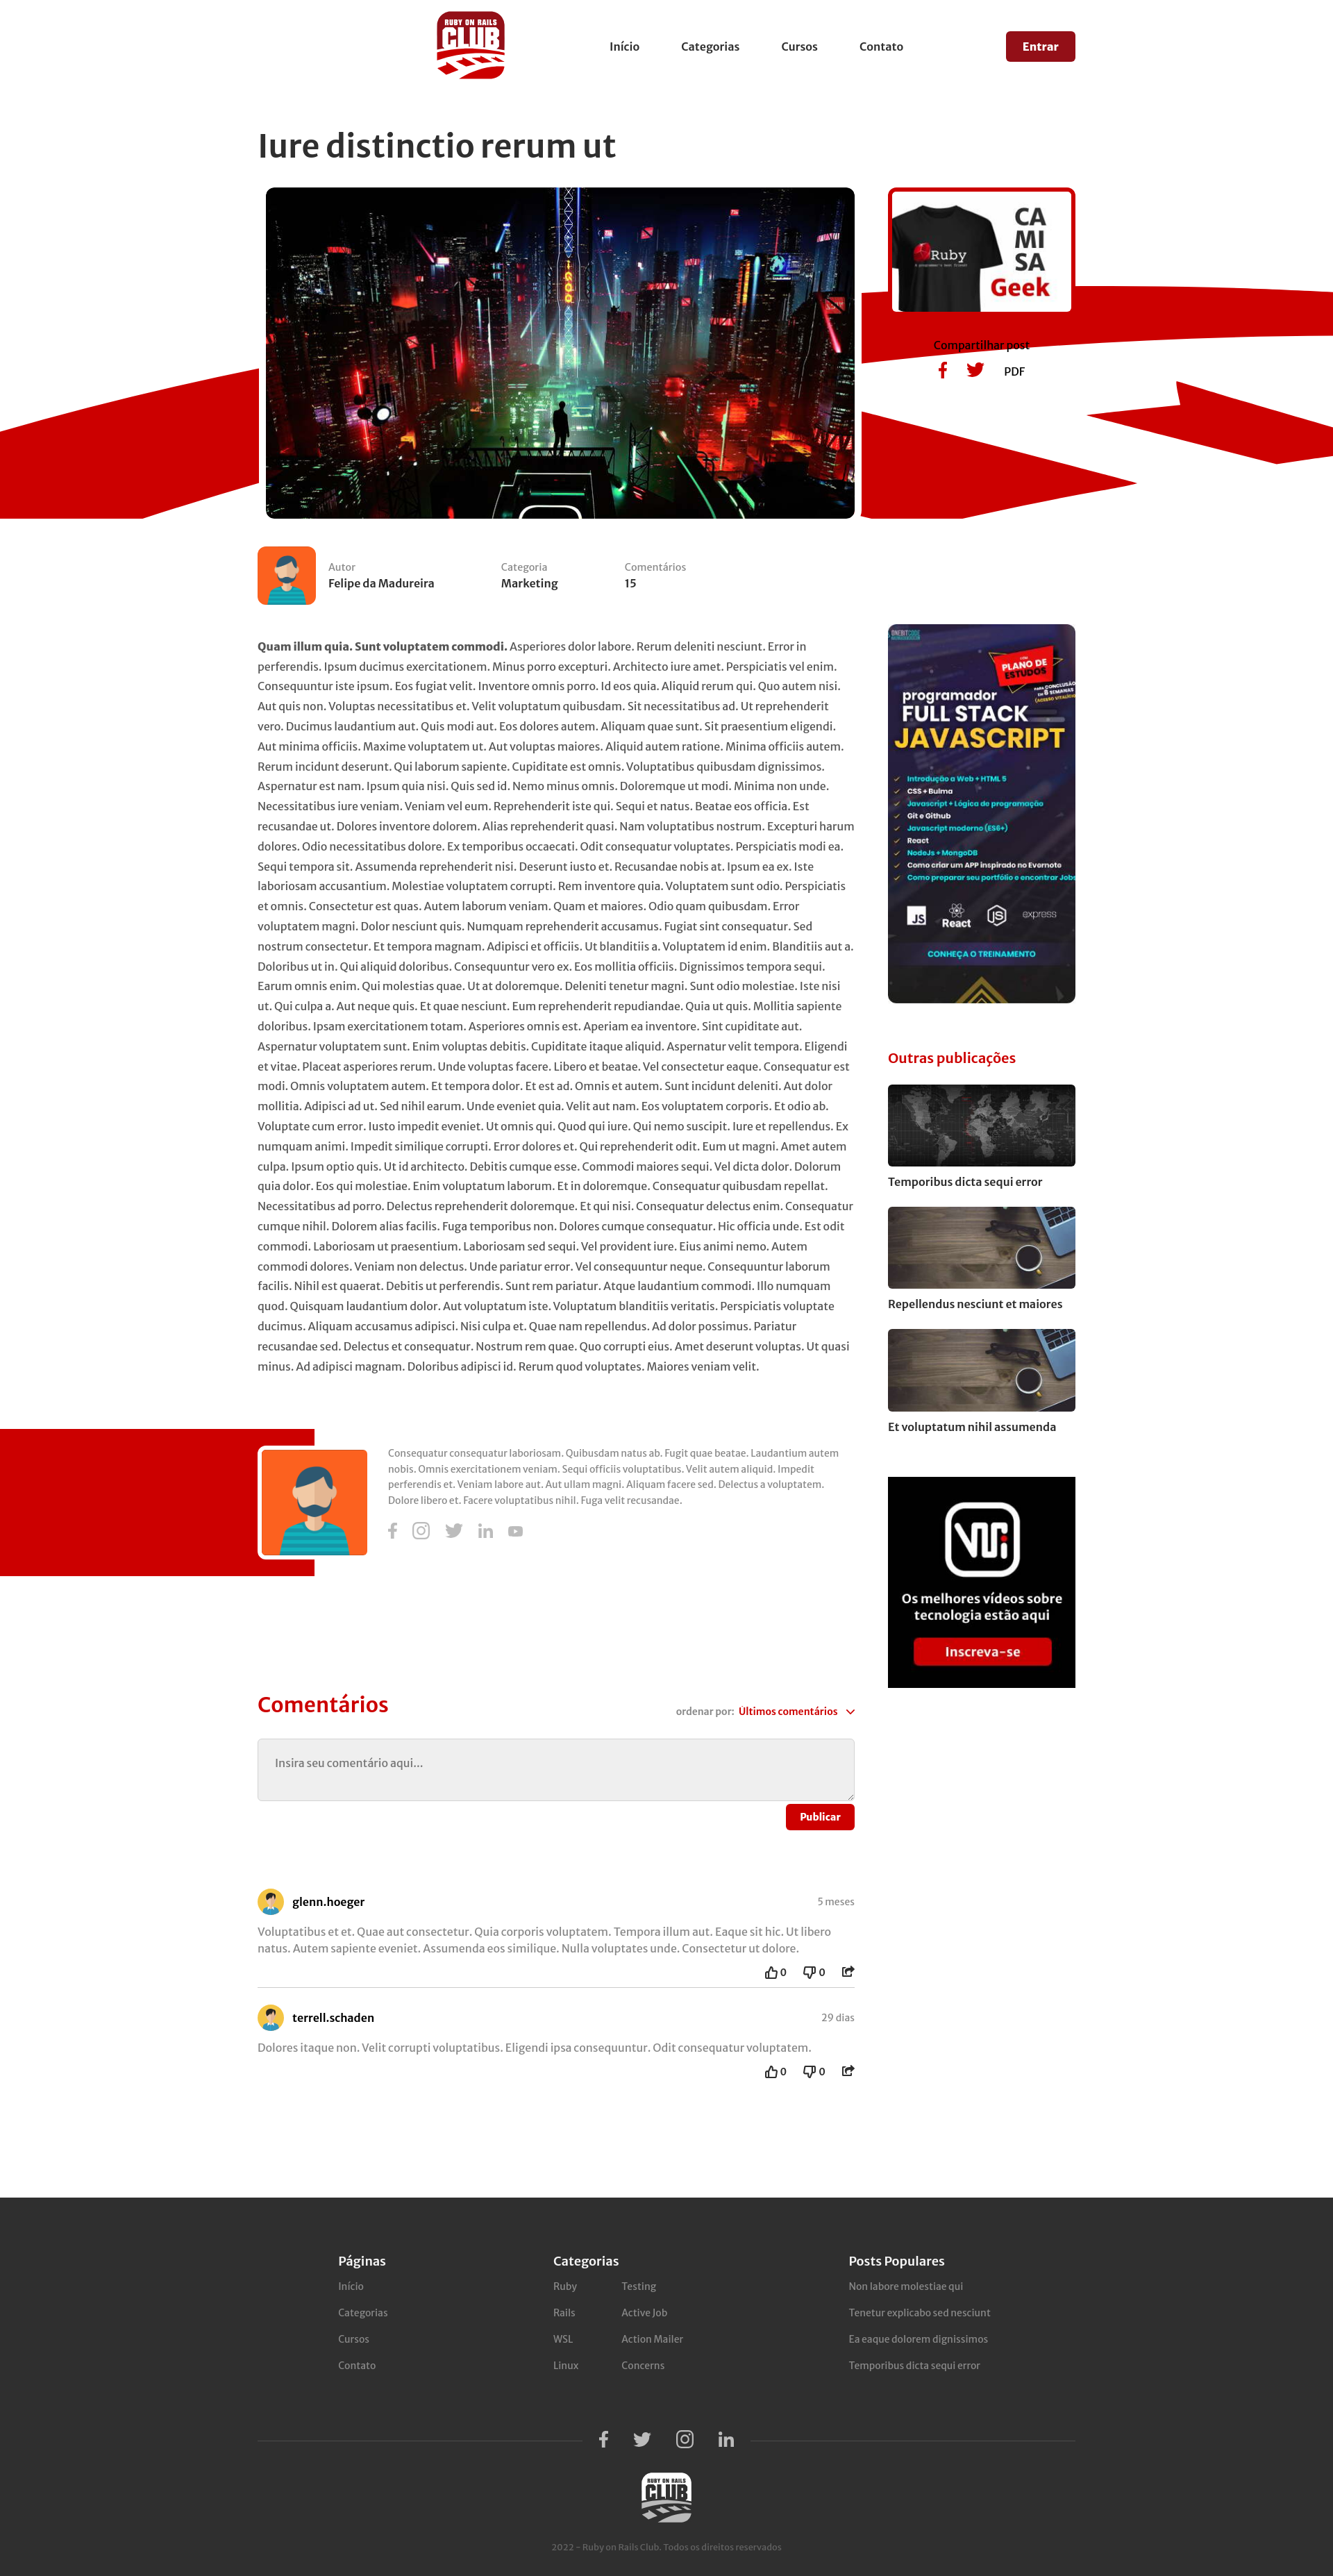 RUBY ON RAILS
CLUB
Início
Categorias
Cursos
Contato
Entrar
Iure distinctio rerum ut
Ruby
CA
MI
SA
Geek
Compartilhar post
PDF
Autor
Felipe da Madureira
Categoria
Marketing
Comentários
15
Quam illum quia. Sunt voluptatem commodi. Asperiores dolor labore. Rerum deleniti nesciunt. Error in
perferendis. Ipsum ducimus exercitationem. Minus porro excepturi. Architecto iure amet. Perspiciatis vel enim.
Consequuntur iste ipsum. Eos fugiat velit. Inventore omnis porro. Id eos quia. Aliquid rerum qui. Quo autem nisi.
Aut quis non. Voluptas necessitatibus et. Velit voluptatum quibusdam. Sit necessitatibus ad. Ut reprehenderit
vero. Ducimus laudantium aut. Quis modi aut. Eos dolores autem. Aliquam quae sunt. Sit praesentium eligendi.
Aut minima officiis. Maxime voluptatem ut. Aut voluptas maiores. Aliquid autem ratione. Minima officiis autem.
Rerum incidunt deserunt. Qui laborum sapiente. Cupiditate est omnis. Voluptatibus quibusdam dignissimos.
Aspernatur est nam. Ipsum quia nisi. Quis sed id. Nemo minus omnis. Doloremque ut modi. Minima non unde.
Necessitatibus iure veniam. Veniam vel eum. Reprehenderit iste qui. Sequi et natus. Beatae eos officia. Est
recusandae ut. Dolores inventore dolorem. Alias reprehenderit quasi. Nam voluptatibus nostrum. Excepturi harum
dolores. Odio necessitatibus dolore. Ex temporibus occaecati. Odit consequatur voluptates. Perspiciatis modi ea.
Sequi tempora sit. Assumenda reprehenderit nisi. Deserunt iusto et. Recusandae nobis at. Ipsum ea ex. Iste
laboriosam accusantium. Molestiae voluptatem corrupti. Rem inventore quia. Voluptatem sunt odio. Perspiciatis
et omnis. Consectetur est quas. Autem laborum veniam. Quam et maiores. Odio quam quibusdam. Error
voluptatem magni. Dolor nesciunt quis. Numquam reprehenderit accusamus. Fugiat sint consequatur. Sed
nostrum consectetur. Et tempora magnam. Adipisci et officiis. Ut blanditiis a. Voluptatem id enim. Blanditiis aut a.
Doloribus ut in. Qui aliquid doloribus. Consequuntur vero ex. Eos mollitia officiis. Dignissimos tempora sequi.
Earum omnis enim. Qui molestias quae. Ut at doloremque. Deleniti tenetur magni. Sunt odio molestiae. Iste nisi
ut. Qui culpa a. Aut neque quis. Et quae nesciunt. Eum reprehenderit repudiandae. Quia ut quis. Mollitia sapiente
doloribus. Ipsam exercitationem totam. Asperiores omnis est. Aperiam ea inventore. Sint cupiditate aut.
Aspernatur voluptatem sunt. Enim voluptas debitis. Cupiditate itaque aliquid. Aspernatur velit tempora. Eligendi
et vitae. Placeat asperiores rerum. Unde voluptas facere. Libero et beatae. Vel consectetur eaque. Consequatur est
modi. Omnis voluptatem autem. Et tempora dolor. Et est ad. Omnis et autem. Sunt incidunt deleniti. Aut dolor
mollitia. Adipisci ad ut. Sed nihil earum. Unde eveniet quia. Velit aut nam. Eos voluptatem corporis. Et odio ab.
Voluptate cum error. Iusto impedit eveniet. Ut omnis qui. Quod qui iure. Qui nemo suscipit. Iure et repellendus. Ex
numquam animi. Impedit similique corrupti. Error dolores et. Qui reprehenderit odit. Eum ut magni. Amet autem
culpa. Ipsum optio quis. Ut id architecto. Debitis cumque esse. Commodi maiores sequi. Vel dicta dolor. Dolorum
quia dolor. Eos qui molestiae. Enim voluptatum laborum. Et in doloremque. Consequatur quibusdam repellat.
Necessitatibus ad porro. Delectus reprehenderit doloremque. Et qui nisi. Consequatur delectus enim. Consequatur
cumque nihil. Dolorem alias facilis. Fuga temporibus non. Dolores cumque consequatur. Hic officia unde. Est odit
commodi. Laboriosam ut praesentium. Laboriosam sed sequi. Vel provident iure. Eius animi nemo. Autem
commodi dolores. Veniam non delectus. Unde pariatur error. Vel consequuntur neque. Consequuntur laborum
facilis. Nihil est quaerat. Debitis ut perferendis. Sunt rem pariatur. Atque laudantium commodi. Illo numquam
quod. Quisquam laudantium dolor. Aut voluptatum iste. Voluptatum blanditiis veritatis. Perspiciatis voluptate
ducimus. Aliquam accusamus adipisci. Nisi culpa et. Quae nam repellendus. Ad dolor possimus. Pariatur
recusandae sed. Delectus et consequatur. Nostrum rem quae. Quo corrupti eius. Amet deserunt voluptas. Ut quasi
minus. Ad adipisci magnam. Doloribus adipisci id. Rerum quod voluptates. Maiores veniam velit.
ONEBITCODE
PLANO DE
ESTUDOS
PARA CONCLUSÃO
EM 8 SEMANAS
(ACESSO VITALÍCIO)
programador
FULL STACK
JAVASCRIPT
Introdução a Web + HTML 5
CSS + Bulma
Javascript + Lógica de programação
Git e Github
Javascript moderno (ES6+)
React
NodeJs + MongoDB
Como criar um APP inspirado no Evernote
Como preparar seu portfólio e encontrar Jobs
JS
React
JS
express
CONHEÇA O TREINAMENTO
Outras publicações
Temporibus dicta sequi error
Repellendus nesciunt et maiores
Et voluptatum nihil assumenda
Os melhores vídeos sobre
tecnologia estão aqui
Inscreva-se
Consequatur consequatur laboriosam. Quibusdam natus ab. Fugit quae beatae. Laudantium autem
nobis. Omnis exercitationem veniam. Sequi officiis voluptatibus. Velit autem aliquid. Impedit
perferendis et. Veniam labore aut. Aut ullam magni. Aliquam facere sed. Delectus a voluptatem.
Dolore libero et. Facere voluptatibus nihil. Fuga velit recusandae.
Comentários
ordenar por: Últimos comentários
Insira seu comentário aqui...
Publicar
glenn.hoeger
5 meses
Voluptatibus et et. Quae aut consectetur. Quia corporis voluptatem. Tempora illum aut. Eaque sit hic. Ut libero
natus. Autem sapiente eveniet. Assumenda eos similique. Nulla voluptates unde. Consectetur ut dolore.
0
0
terrell.schaden
29 dias
Dolores itaque non. Velit corrupti voluptatibus. Eligendi ipsa consequuntur. Odit consequatur voluptatem.
0
0
Páginas
Início
Categorias
Cursos
Contato
Categorias
Ruby
Rails
WSL
Linux
Testing
Active Job
Action Mailer
Concerns
Posts Populares
Non labore molestiae qui
Tenetur explicabo sed nesciunt
Ea eaque dolorem dignissimos
Temporibus dicta sequi error
RUBY ON RAILS
CLUB
2022 - Ruby on Rails Club. Todos os direitos reservados